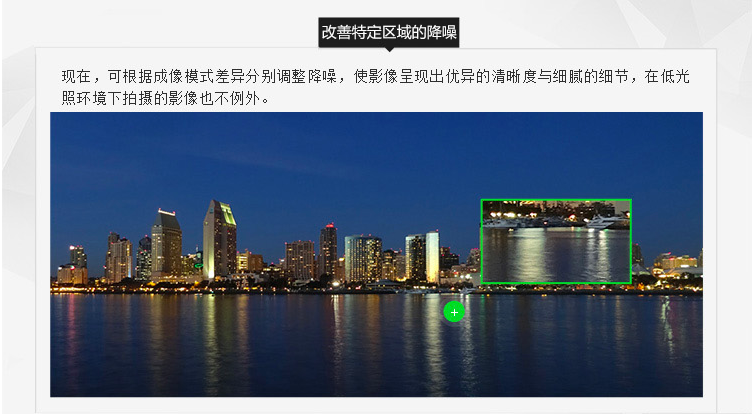 改善特定区域的降噪
现在，可根据成像模式差异分别调整降噪，使影像呈现出优异的清晰度与细腻的细节，在低光
照环境下拍摄的影像也不例外。